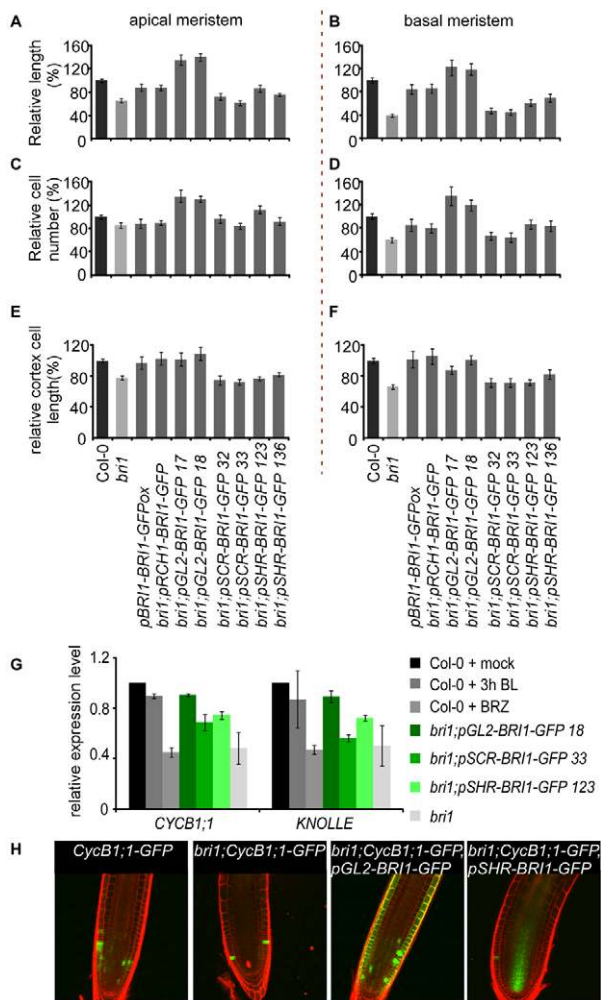 apical meristem
basal meristem
A
B
Relative length (%)
160
120
80
40
0
160
120
80
40
0
C
D
Relative cell number (%)
160
120
80
40
0
160
120
80
40
0
E
F
relative cortex cell length(%)
120
80
40
0
120
80
40
0
Col-0
bri1
pBRI1-BRI1-GFPox
bri1;pRCH1-BRI1-GFP
bri1;pGL2-BRI1-GFP 17
bri1;pGL2-BRI1-GFP 18
bri1;pSCR-BRI1-GFP 32
bri1;pSCR-BRI1-GFP 33
bri1;pSHR-BRI1-GFP 123
bri1;pSHR-BRI1-GFP 136
Col-0
bri1
pBRI1-BRI1-GFPox
bri1;pRCH1-BRI1-GFP
bri1;pGL2-BRI1-GFP 17
bri1;pGL2-BRI1-GFP 18
bri1;pSCR-BRI1-GFP 32
bri1;pSCR-BRI1-GFP 33
bri1;pSHR-BRI1-GFP 123
bri1;pSHR-BRI1-GFP 136
G
relative expression level
1.2
0.8
0.4
0
CYCB1;1
KNOLLE
Col-0 + mock
Col-0 + 3h BL
Col-0 + BRZ
bri1;pGL2-BRI1-GFP 18
bri1;pSCR-BRI1-GFP 33
bri1;pSHR-BRI1-GFP 123
bri1
H
CycB1;1-GFP
bri1;CycB1;1-GFP
bri1;CycB1;1-GFP,
pGL2-BRI1-GFP
bri1;CycB1;1-GFP,
pSHR-BRI1-GFP